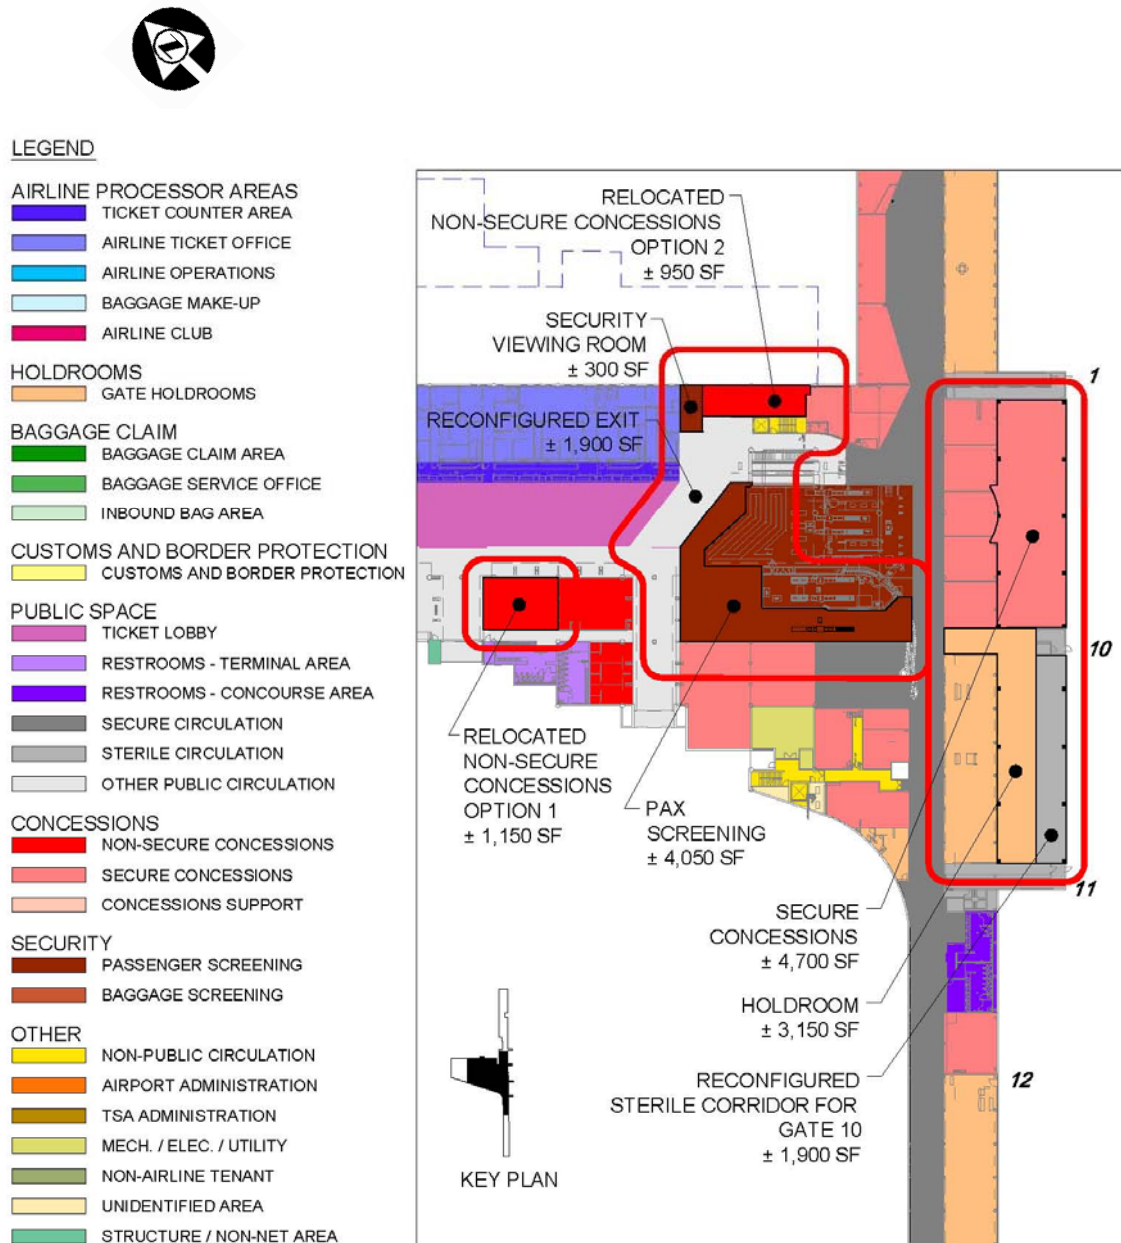 LEGEND
AIRLINE PROCESSOR AREAS
TICKET COUNTER AREA
AIRLINE TICKET OFFICE
AIRLINE OPERATIONS
BAGGAGE MAKE-UP
AIRLINE CLUB
HOLDROOMS
GATE HOLDROOMS
BAGGAGE CLAIM
BAGGAGE CLAIM AREA
BAGGAGE SERVICE OFFICE
INBOUND BAG AREA
CUSTOMS AND BORDER PROTECTION
CUSTOMS AND BORDER PROTECTION
PUBLIC SPACE
TICKET LOBBY
RESTROOMS - TERMINAL AREA
RESTROOMS - CONCOURSE AREA
SECURE CIRCULATION
STERILE CIRCULATION
OTHER PUBLIC CIRCULATION
CONCESSIONS
NON-SECURE CONCESSIONS
SECURE CONCESSIONS
CONCESSIONS SUPPORT
SECURITY
PASSENGER SCREENING
BAGGAGE SCREENING
OTHER
NON-PUBLIC CIRCULATION
AIRPORT ADMINISTRATION
TSA ADMINISTRATION
MECH. / ELEC. / UTILITY
NON-AIRLINE TENANT
UNIDENTIFIED AREA
STRUCTURE / NON-NET AREA
RELOCATED
NON-SECURE CONCESSIONS
OPTION 2
± 950 SF
SECURITY
VIEWING ROOM
± 300 SF
RECONFIGURED EXIT
± 1,900 SF
1
10
11
12
RELOCATED
NON-SECURE
CONCESSIONS
OPTION 1
± 1,150 SF
PAX
SCREENING
± 4,050 SF
SECURE
CONCESSIONS
± 4,700 SF
HOLDROOM
± 3,150 SF
RECONFIGURED
STERILE CORRIDOR FOR
GATE 10
± 1,900 SF
KEY PLAN